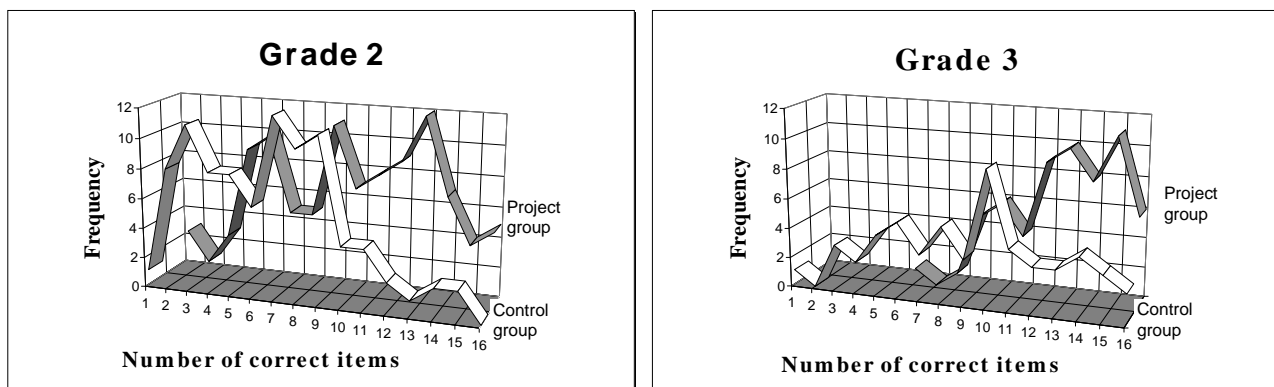 Grade 2
Frequency
12
10
8
6
4
2
0
1 2 3 4 5 6 7 8 9 10 11 12 13 14 15 16
Project
group
Control
group
Number of correct items
Grade 3
Frequency
12
10
8
6
4
2
0
1 2 3 4 5 6 7 8 9 10 11 12 13 14 15 16
Project
group
Control
group
Number of correct items